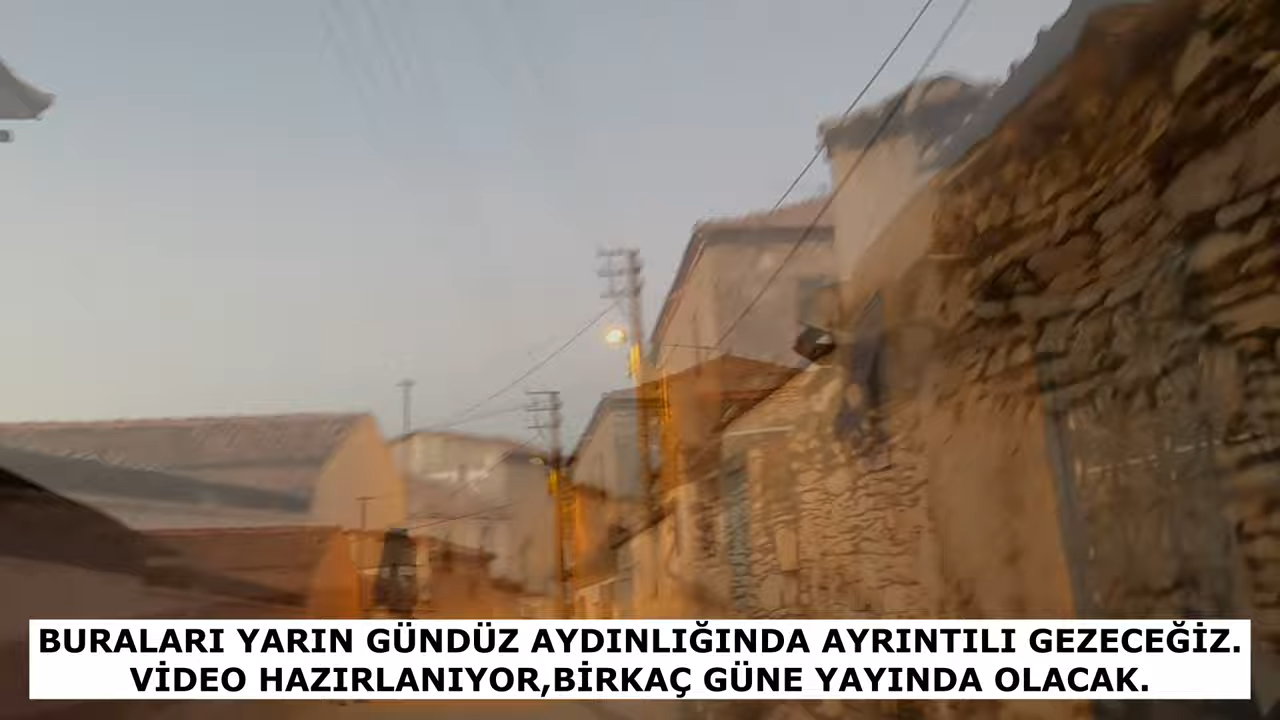 BURALARI YARIN GÜNDÜZ AYDINLIĞINDA AYRINTILI GEZECEĞİZ.
VİDEO HAZIRLANIYOR,BİRKAÇ GÜNE YAYINDA OLACAK.